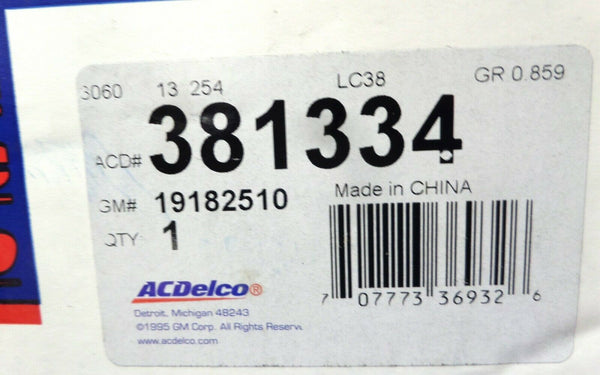 3060 13 254 LC38 GR 0.859
ACD# 381334
GM# 19182510
Made in CHINA
QTY 1
7 07773 36932 6
ACDelco®
Detroit, Michigan 48243
©1995 GM Corp. All Rights Reserv
www.acdelco.com